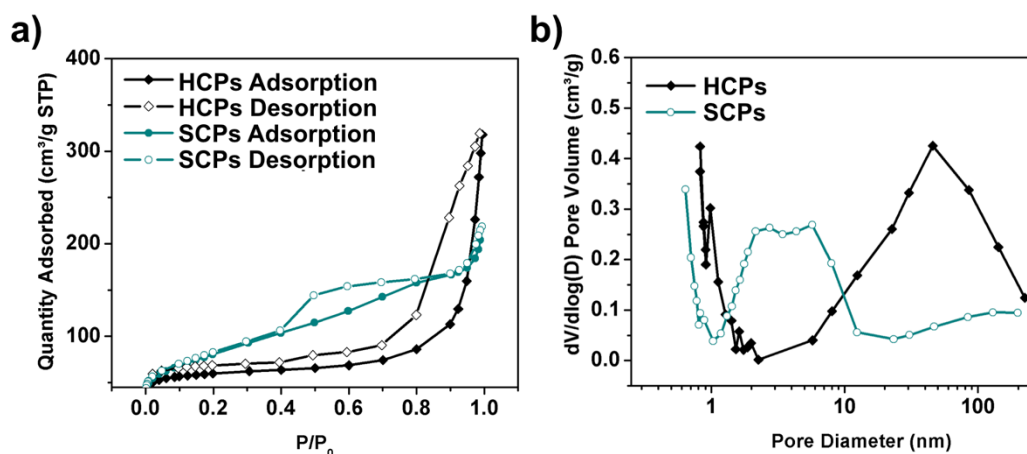 a)
Quantity Adsorbed (cm³/g STP)
400
300
200
100
HCPs Adsorption
HCPs Desorption
SCPs Adsorption
SCPs Desorption
0.0 0.2 0.4 0.6 0.8 1.0
P/P₀
b)
dV/dlog(D) Pore Volume (cm³/g)
0.6
0.5
0.4
0.3
0.2
0.1
0.0
HCPs
SCPs
1 10 100
Pore Diameter (nm)